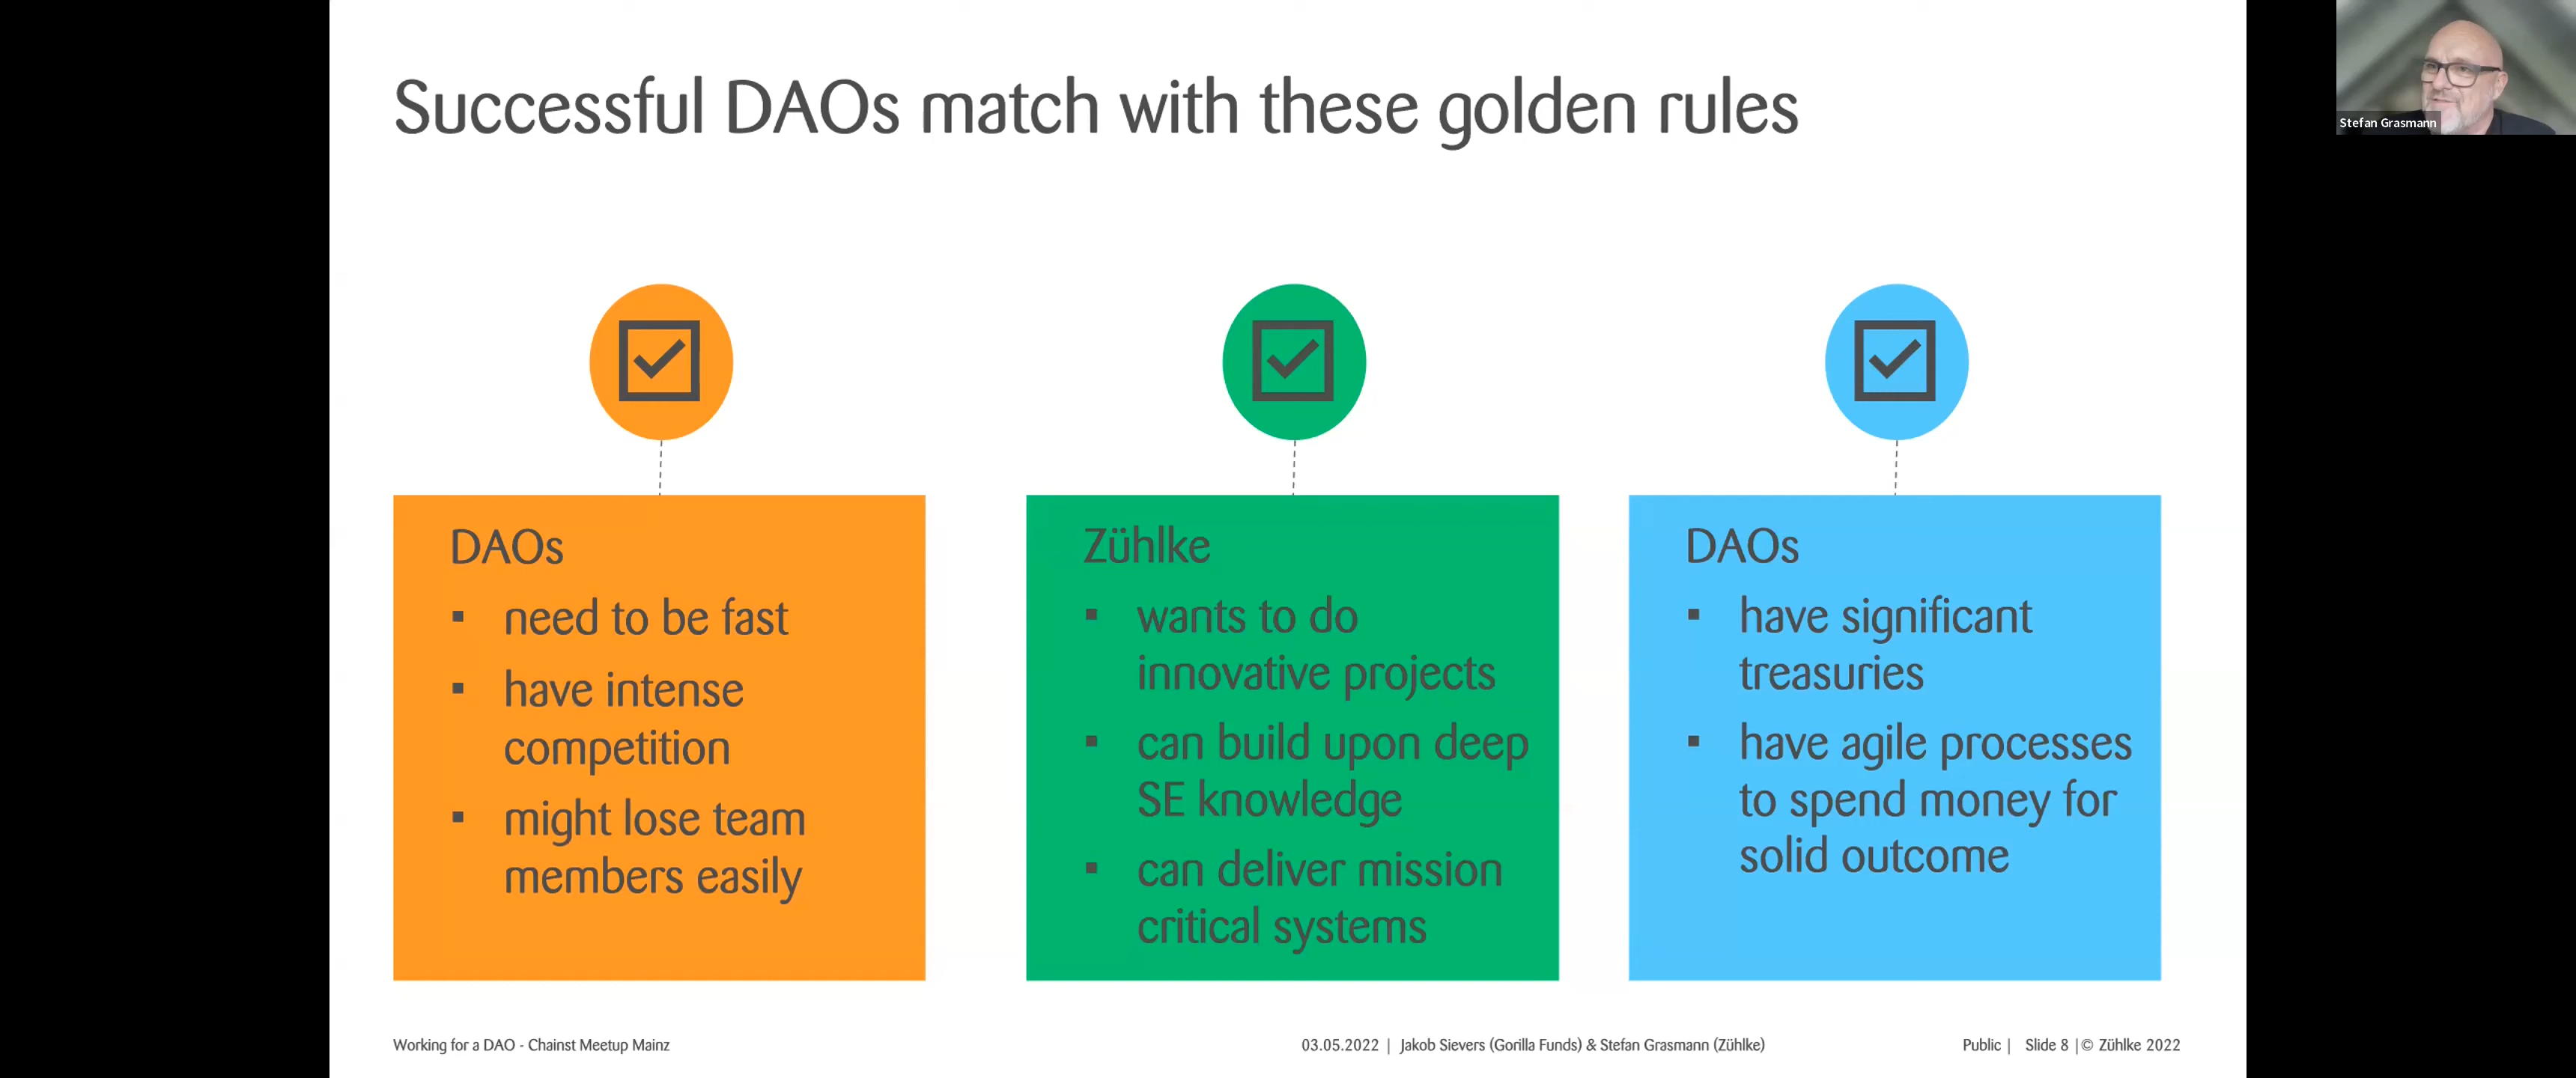 Successful DAOs match with these golden rules
Stefan Grasmann
DAOs
▪ need to be fast
▪ have intense
competition
▪ might lose team
members easily
Zühlke
▪ wants to do
innovative projects
▪ can build upon deep
SE knowledge
▪ can deliver mission
critical systems
DAOs
▪ have significant
treasuries
▪ have agile processes
to spend money for
solid outcome
Working for a DAO - Chainst Meetup Mainz
03.05.2022 | Jakob Sievers (Gorilla Funds) & Stefan Grasmann (Zühlke)
Public | Slide 8 | © Zühlke 2022